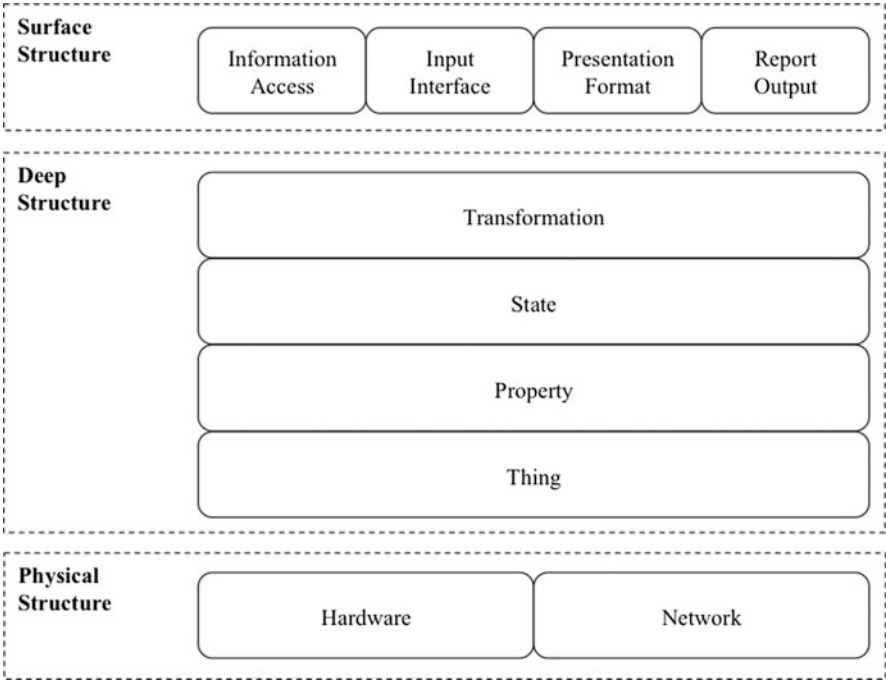 Surface
Structure
Information
Access
Input
Interface
Presentation
Format
Report
Output
Deep
Structure
Transformation
State
Property
Thing
Physical
Structure
Hardware
Network